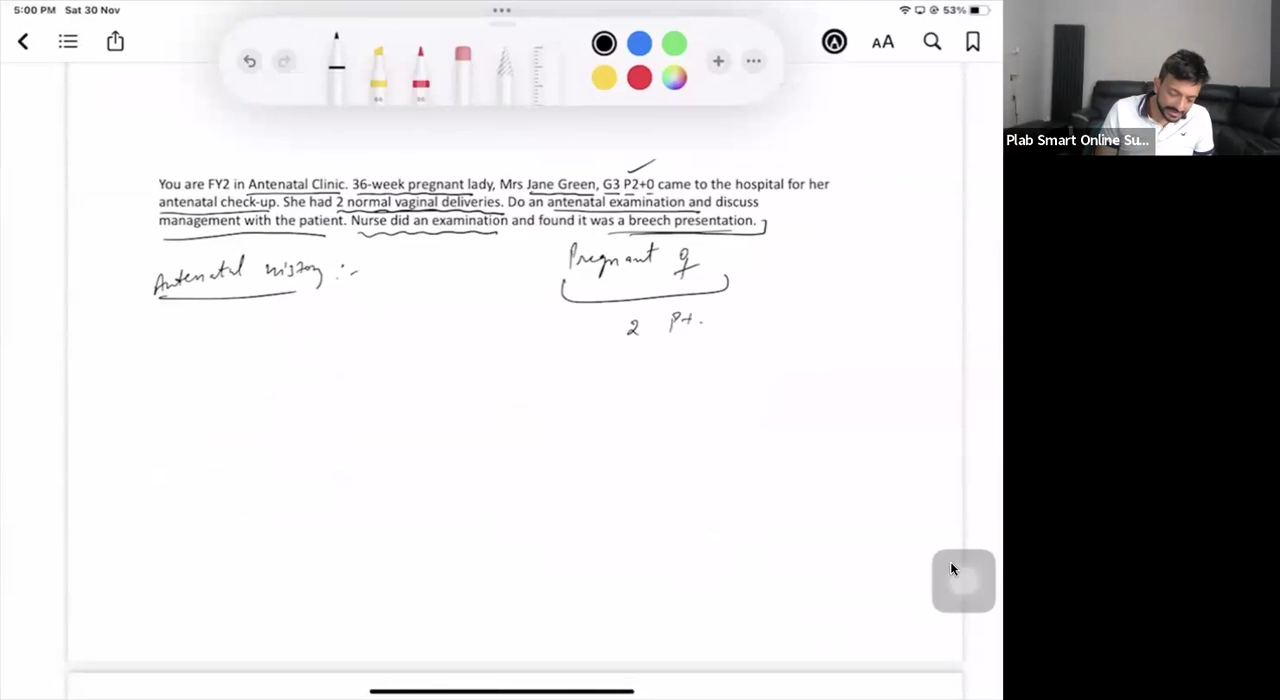 5:00 PM Sat 30 Nov
53%
AA
Plab Smart Online Su...
You are FY2 in Antenatal Clinic. 36-week pregnant lady, Mrs Jane Green, G3 P2+0 came to the hospital for her
antenatal check-up. She had 2 normal vaginal deliveries. Do an antenatal examination and discuss
management with the patient. Nurse did an examination and found it was a breech presentation.
Antenatal history :-
Pregnant ♀
2 Pt.